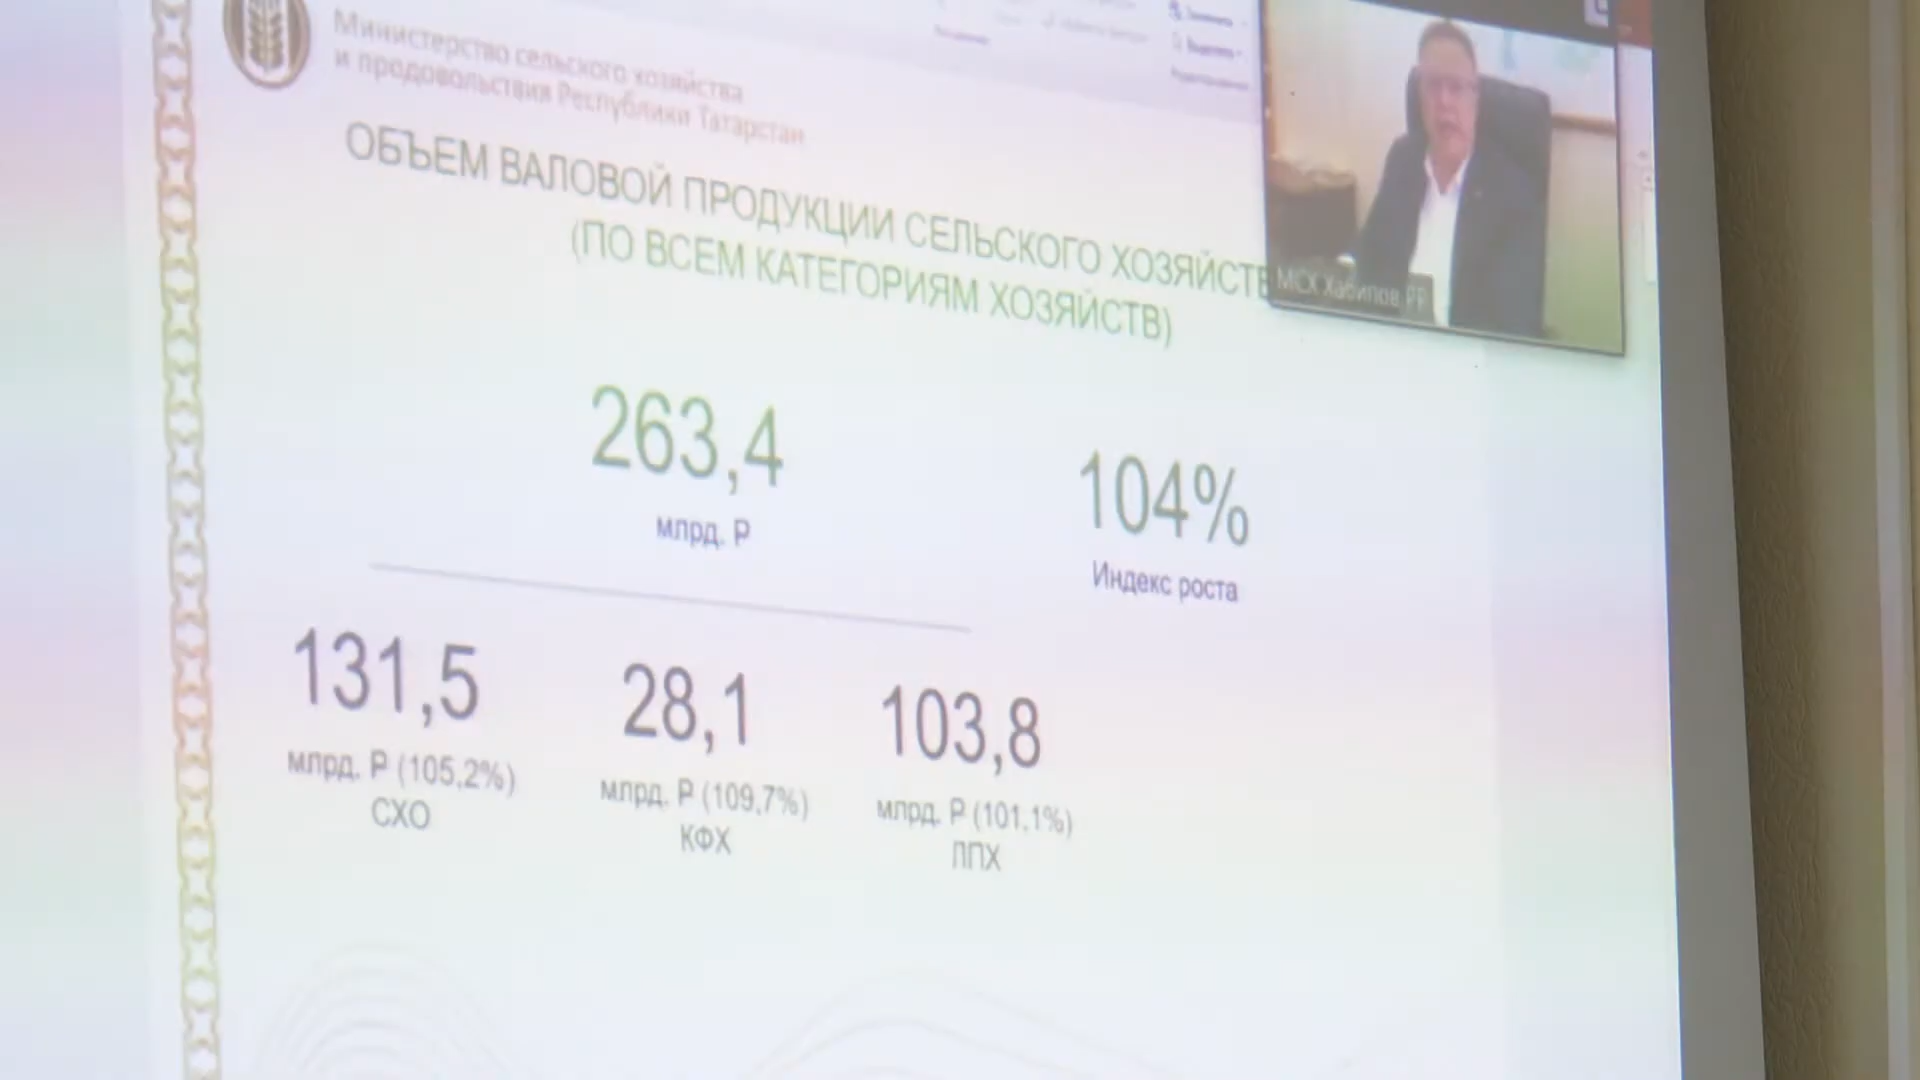 Министерство сельского хозяйства
и продовольствия Республики Татарстан
ОБЪЕМ ВАЛОВОЙ ПРОДУКЦИИ СЕЛЬСКОГО ХОЗЯЙСТВ
(ПО ВСЕМ КАТЕГОРИЯМ ХОЗЯЙСТВ)
МСХ Хабипов РР
263,4
млрд. Р
104%
Индекс роста
131,5
млрд. Р (105,2%)
СХО
28,1
млрд. Р (109,7%)
КФХ
103,8
млрд. Р (101,1%)
ЛПХ